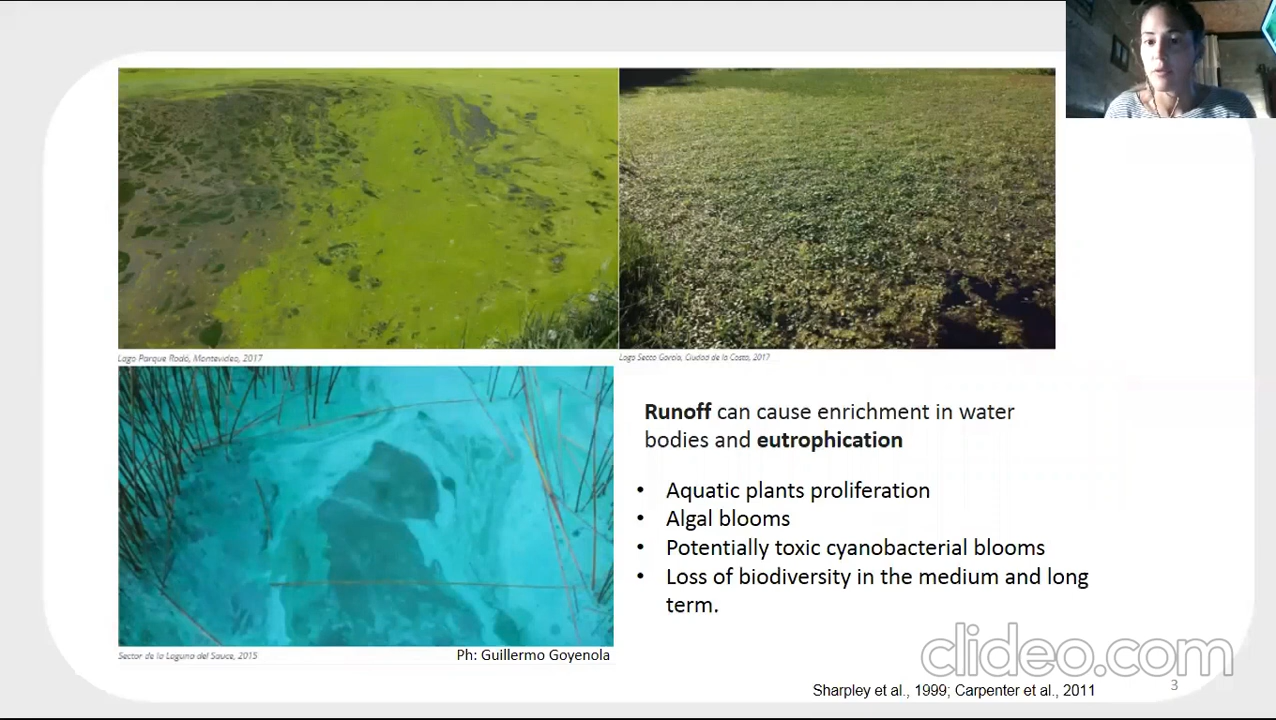 Lago Parque Rodó, Montevideo, 2017
Lago Secco García, Ciudad de la Costa, 2017
Runoff can cause enrichment in water
bodies and eutrophication
• Aquatic plants proliferation
• Algal blooms
• Potentially toxic cyanobacterial blooms
• Loss of biodiversity in the medium and long
term.
Sector de la Laguna del Sauce, 2015
Ph: Guillermo Goyenola
clideo.com
Sharpley et al., 1999; Carpenter et al., 2011
3